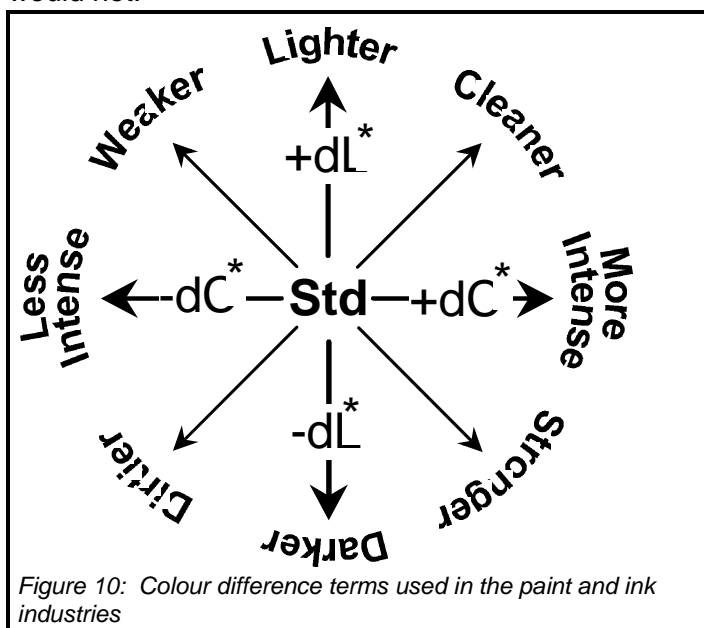 would not.
Lighter
Weaker
Cleaner
+dL*
Less
Intense
-dC*
Std
+dC*
More
Intense
-dL*
Dirtier
Stronger
Darker
Figure 10: Colour difference terms used in the paint and ink
industries